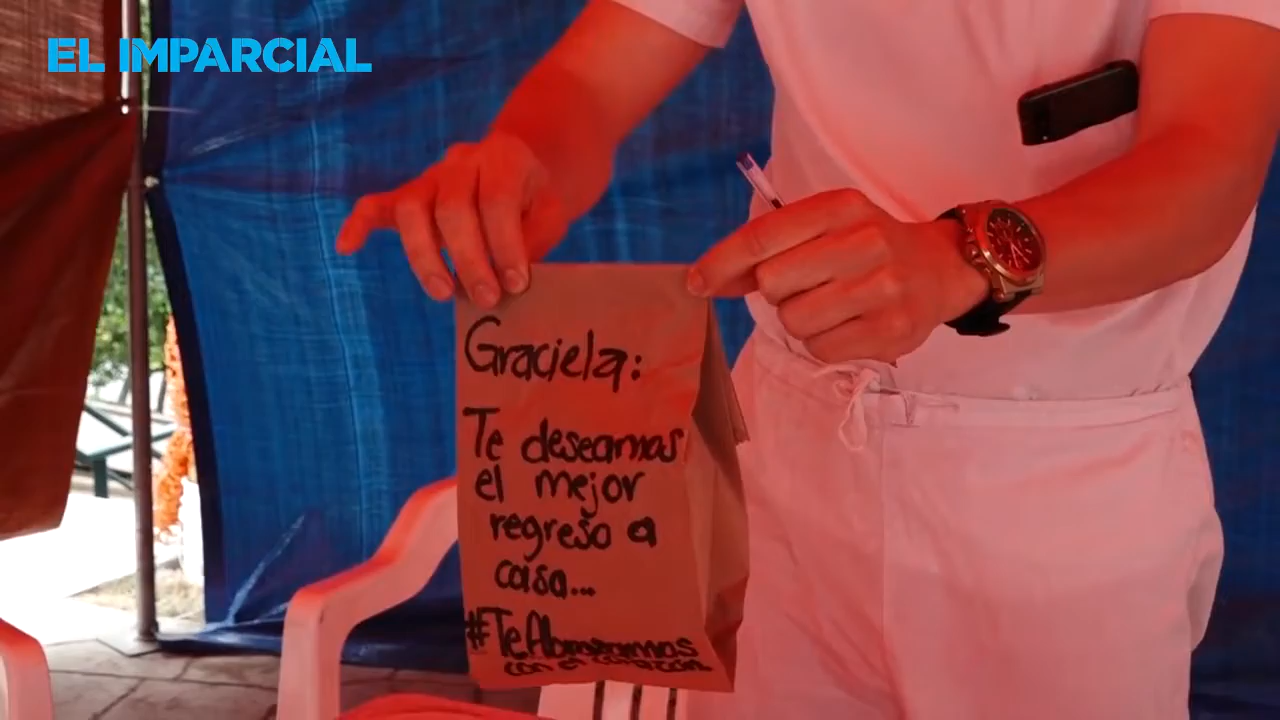 EL IMPARCIAL
Graciela:
Te deseamos
el mejor
regreso a
casa...
#TeAbrazamos
con el corazón